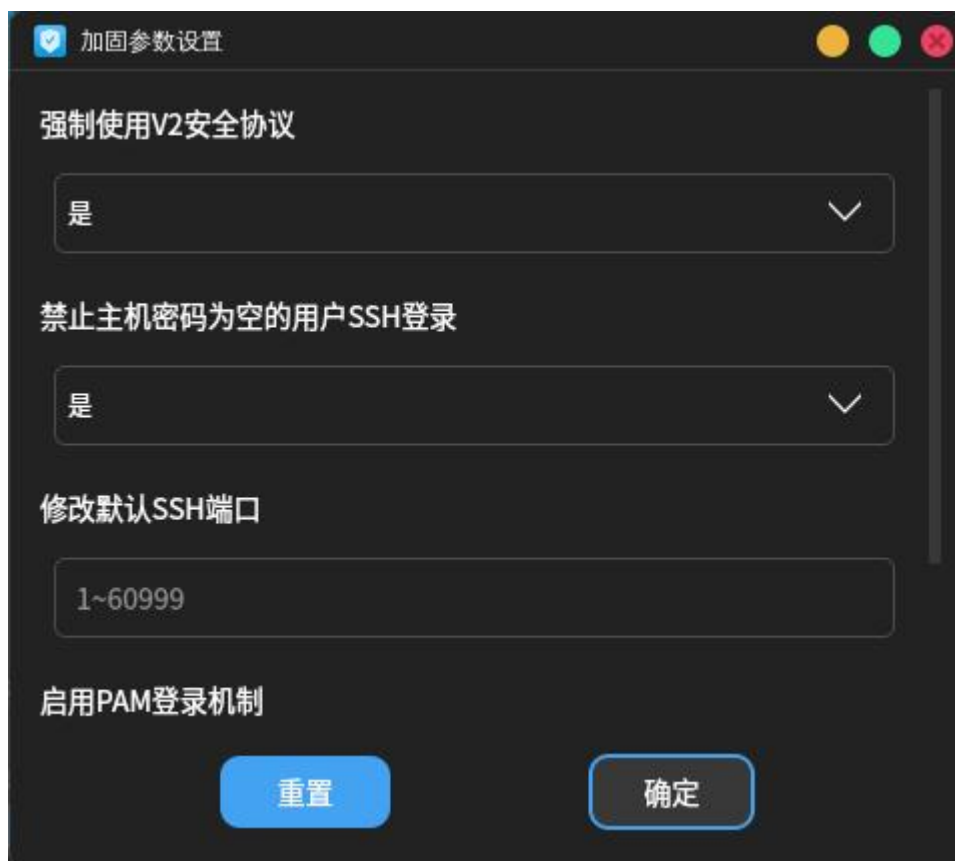 加固参数设置
强制使用V2安全协议
是
禁止主机密码为空的用户SSH登录
是
修改默认SSH端口
1~60999
启用PAM登录机制
重置
确定